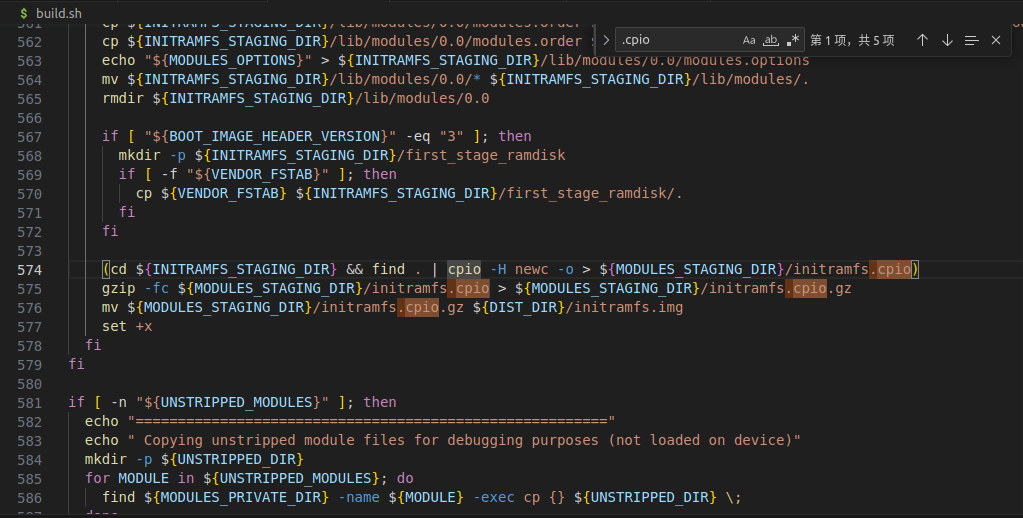 build.sh
.cpio
Aa ab .* 第 1 项，共 5 项
562 cp ${INITRAMFS_STAGING_DIR}/lib/modules/0.0/modules.order
563 echo "${MODULES_OPTIONS}" > ${INITRAMFS_STAGING_DIR}/lib/modules/0.0/modules.options
564 mv ${INITRAMFS_STAGING_DIR}/lib/modules/0.0/* ${INITRAMFS_STAGING_DIR}/lib/modules/.
565 rmdir ${INITRAMFS_STAGING_DIR}/lib/modules/0.0
566
567 if [ "${BOOT_IMAGE_HEADER_VERSION}" -eq "3" ]; then
568 mkdir -p ${INITRAMFS_STAGING_DIR}/first_stage_ramdisk
569 if [ -f "${VENDOR_FSTAB}" ]; then
570 cp ${VENDOR_FSTAB} ${INITRAMFS_STAGING_DIR}/first_stage_ramdisk/.
571 fi
572 fi
573
574 (cd ${INITRAMFS_STAGING_DIR} && find . | cpio -H newc -o > ${MODULES_STAGING_DIR}/initramfs.cpio)
575 gzip -fc ${MODULES_STAGING_DIR}/initramfs.cpio > ${MODULES_STAGING_DIR}/initramfs.cpio.gz
576 mv ${MODULES_STAGING_DIR}/initramfs.cpio.gz ${DIST_DIR}/initramfs.img
577 set +x
578 fi
579 fi
580
581 if [ -n "${UNSTRIPPED_MODULES}" ]; then
582 echo "========================================================"
583 echo " Copying unstripped module files for debugging purposes (not loaded on device)"
584 mkdir -p ${UNSTRIPPED_DIR}
585 for MODULE in ${UNSTRIPPED_MODULES}; do
586 find ${MODULES_PRIVATE_DIR} -name ${MODULE} -exec cp {} ${UNSTRIPPED_DIR} \;